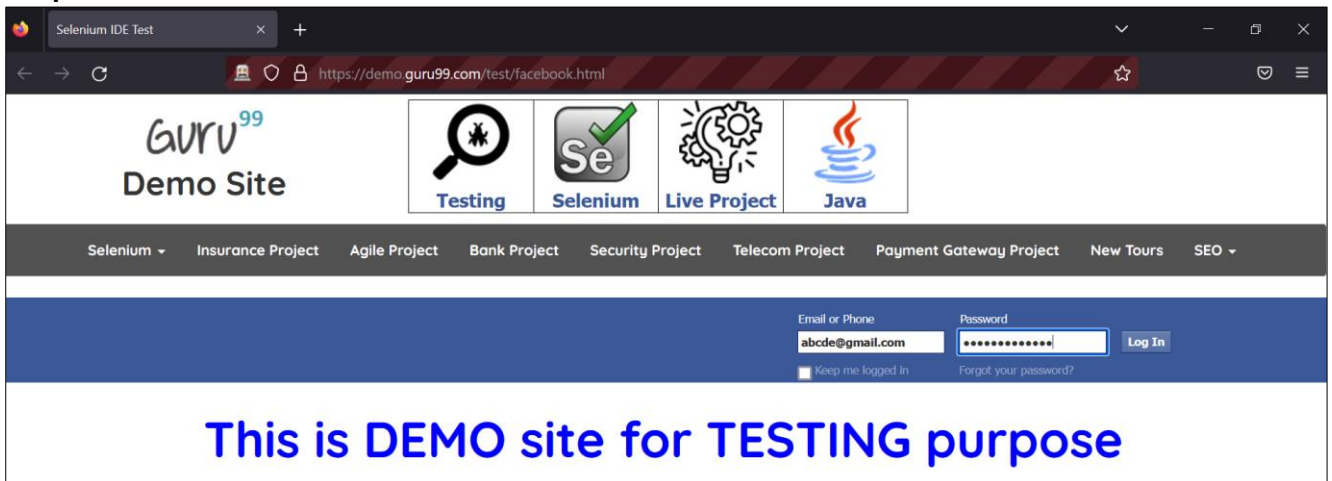 Selenium IDE Test
https://demo.guru99.com/test/facebook.html
Guru99
Demo Site
Se
Testing Selenium Live Project Java
Selenium Insurance Project Agile Project Bank Project Security Project Telecom Project Payment Gateway Project New Tours SEO
Email or Phone Password
abcde@gmail.com ••••••••••••• Log In
Keep me logged in Forgot your password?
This is DEMO site for TESTING purpose